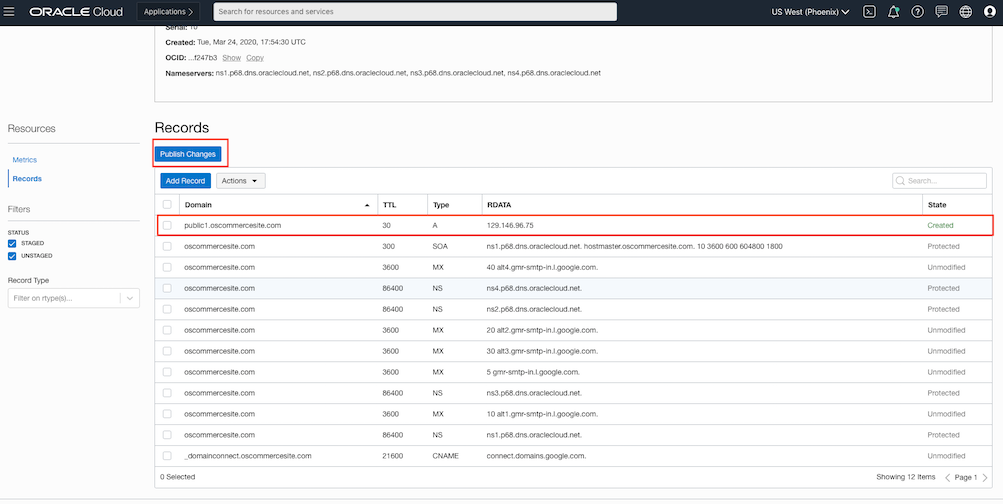 ORACLE Cloud Applications Search for resources and services US West (Phoenix)
Serial: 10
Created: Tue, Mar 24, 2020, 17:54:30 UTC
OCID: ...f247b3 Show Copy
Nameservers: ns1.p68.dns.oraclecloud.net, ns2.p68.dns.oraclecloud.net, ns3.p68.dns.oraclecloud.net, ns4.p68.dns.oraclecloud.net
Resources
Metrics
Records
Filters
STATUS
STAGED
UNSTAGED
Record Type
Filter on rtype(s)...
Records
Publish Changes
Add Record Actions Search...
Domain TTL Type RDATA State
public1.oscommercesite.com 30 A 129.146.96.75 Created
oscommercesite.com 300 SOA ns1.p68.dns.oraclecloud.net. hostmaster.oscommercesite.com. 10 3600 600 604800 1800 Protected
oscommercesite.com 3600 MX 40 alt4.gmr-smtp-in.l.google.com. Unmodified
oscommercesite.com 86400 NS ns4.p68.dns.oraclecloud.net. Protected
oscommercesite.com 86400 NS ns2.p68.dns.oraclecloud.net. Protected
oscommercesite.com 3600 MX 20 alt2.gmr-smtp-in.l.google.com. Unmodified
oscommercesite.com 3600 MX 30 alt3.gmr-smtp-in.l.google.com. Unmodified
oscommercesite.com 3600 MX 5 gmr-smtp-in.l.google.com. Unmodified
oscommercesite.com 86400 NS ns3.p68.dns.oraclecloud.net. Protected
oscommercesite.com 3600 MX 10 alt1.gmr-smtp-in.l.google.com. Unmodified
oscommercesite.com 86400 NS ns1.p68.dns.oraclecloud.net. Protected
_domainconnect.oscommercesite.com 21600 CNAME connect.domains.google.com. Unmodified
0 Selected Showing 12 Items Page 1